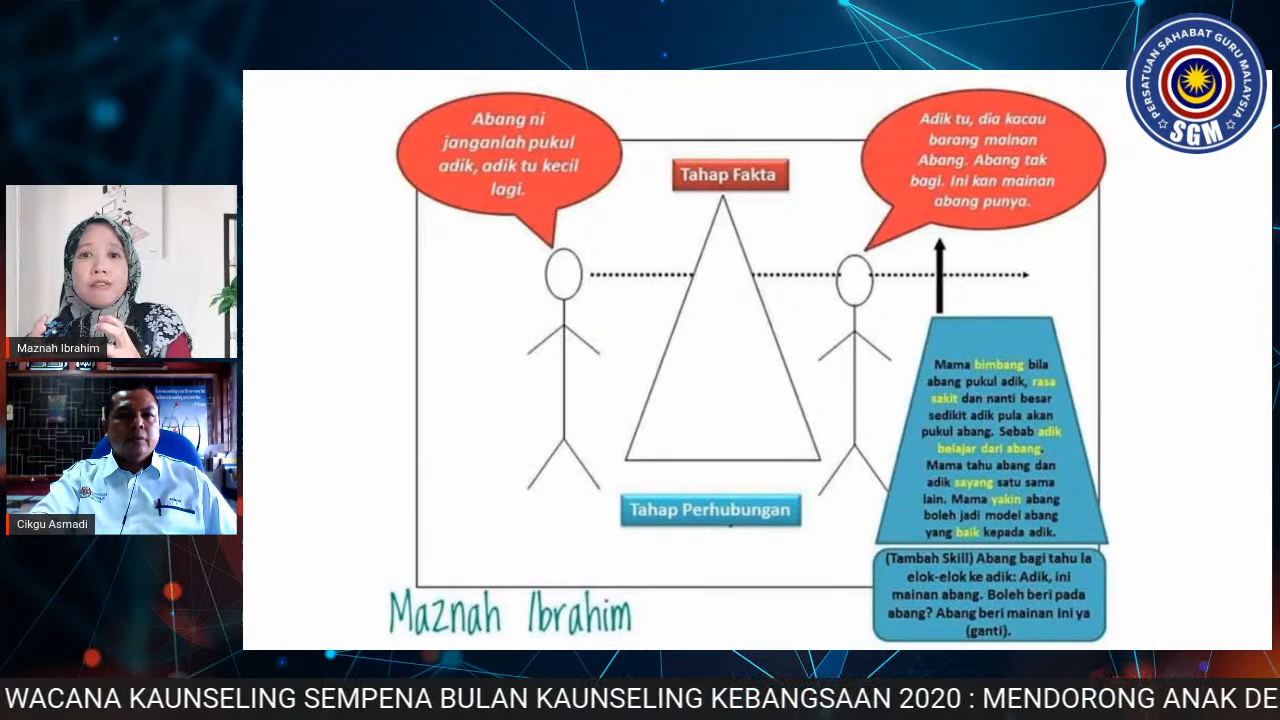 PERSATUAN SAHABAT GURU MALAYSIA
SGM
Abang ni
janganlah pukul
adik, adik tu kecil
lagi.
Tahap Fakta
Adik tu, dia kacau
barang mainan
Abang. Abang tak
bagi. Ini kan mainan
abang punya.
Maznah Ibrahim
Cikgu Asmadi
Mama bimbang bila
abang pukul adik, rasa
sakit dan nanti besar
sedikit adik pula akan
pukul abang. Sebab adik
belajar dari abang.
Mama tahu abang dan
adik sayang satu sama
lain. Mama yakin abang
boleh jadi model abang
yang baik kepada adik.
Tahap Perhubungan
(Tambah Skill) Abang bagi tahu la
elok-elok ke adik: Adik, ini
mainan abang. Boleh beri pada
abang? Abang beri mainan ini ya
(ganti).
Maznah Ibrahim
WACANA KAUNSELING SEMPENA BULAN KAUNSELING KEBANGSAAN 2020 : MENDORONG ANAK DE